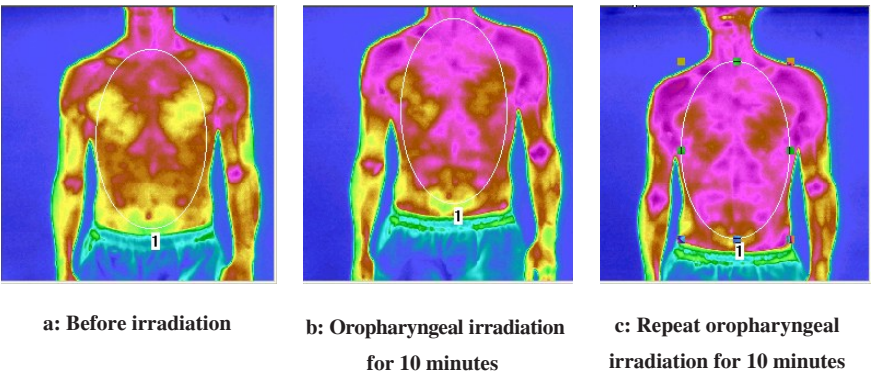 1
1
1
a: Before irradiation
b: Oropharyngeal irradiation
for 10 minutes
c: Repeat oropharyngeal
irradiation for 10 minutes